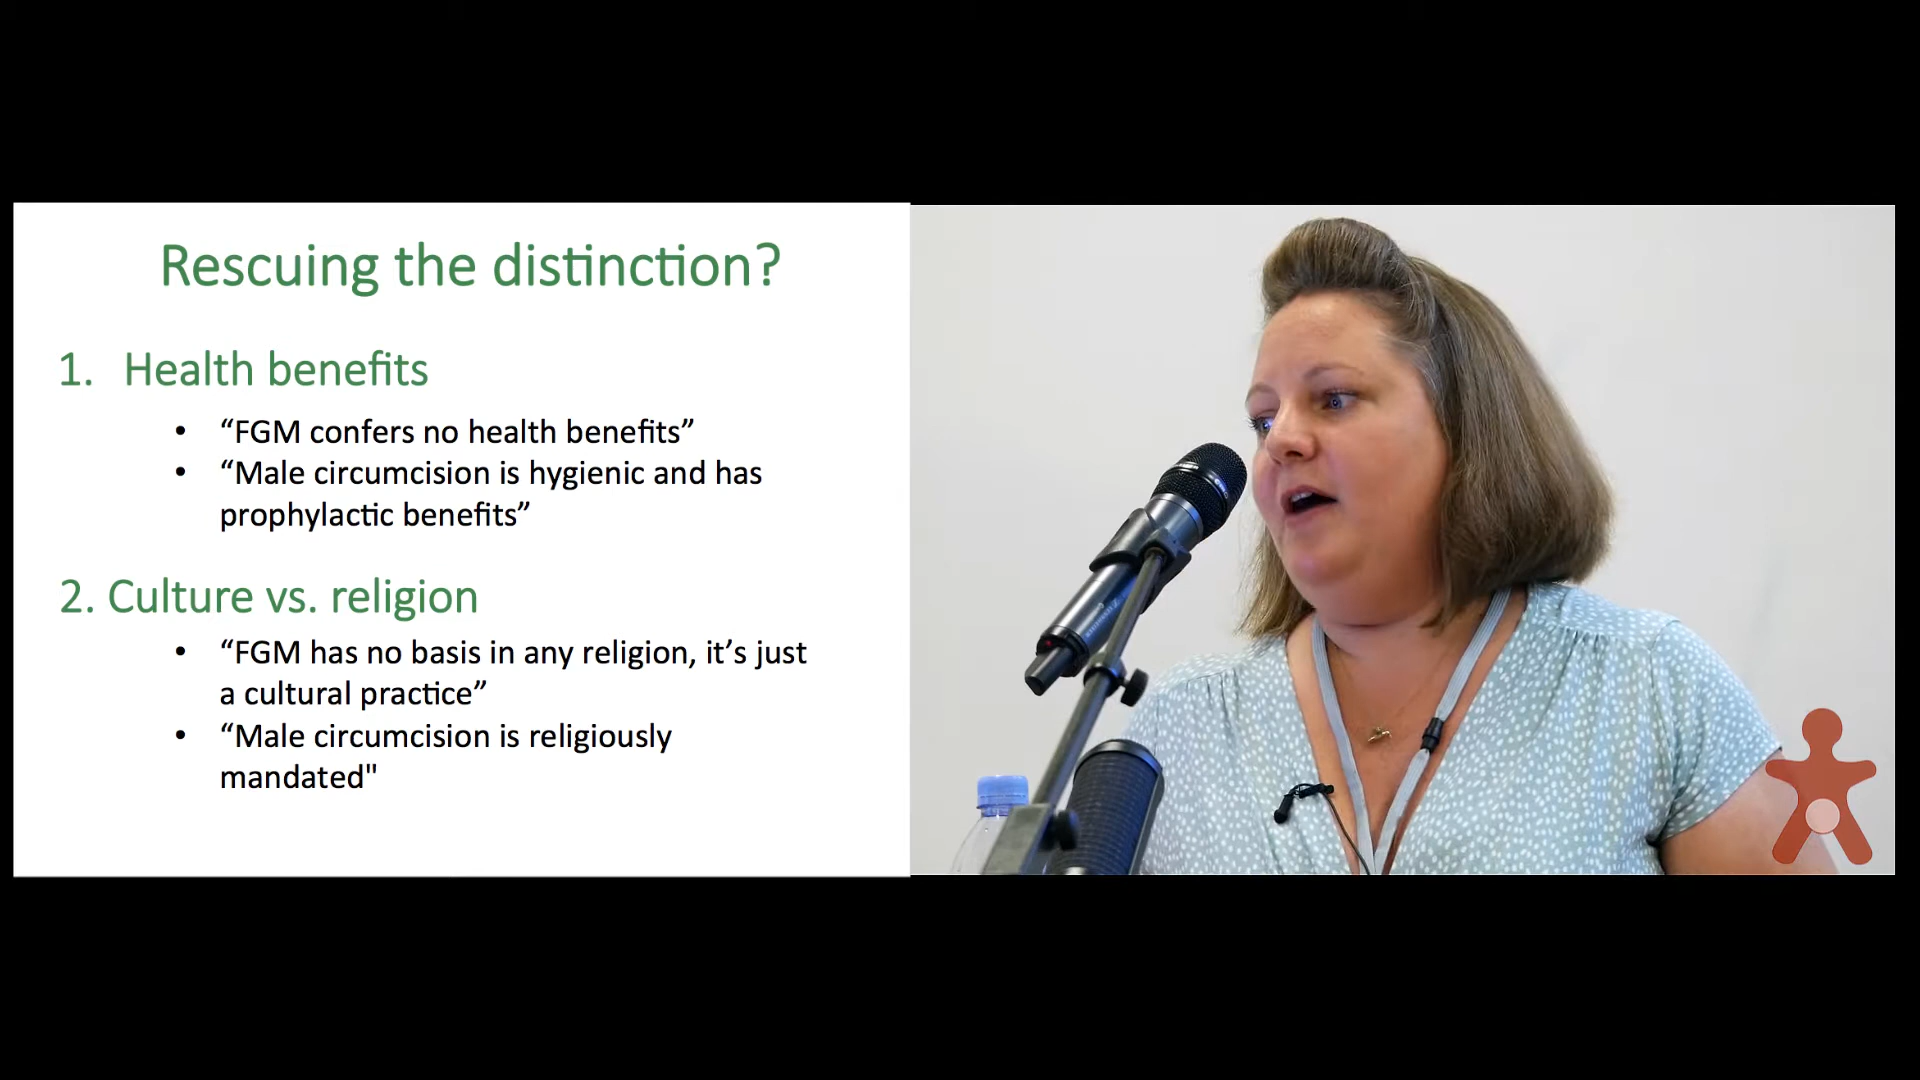 Rescuing the distinction?
1. Health benefits
• “FGM confers no health benefits”
• “Male circumcision is hygienic and has
prophylactic benefits”
2. Culture vs. religion
• “FGM has no basis in any religion, it’s just
a cultural practice”
• “Male circumcision is religiously
mandated"